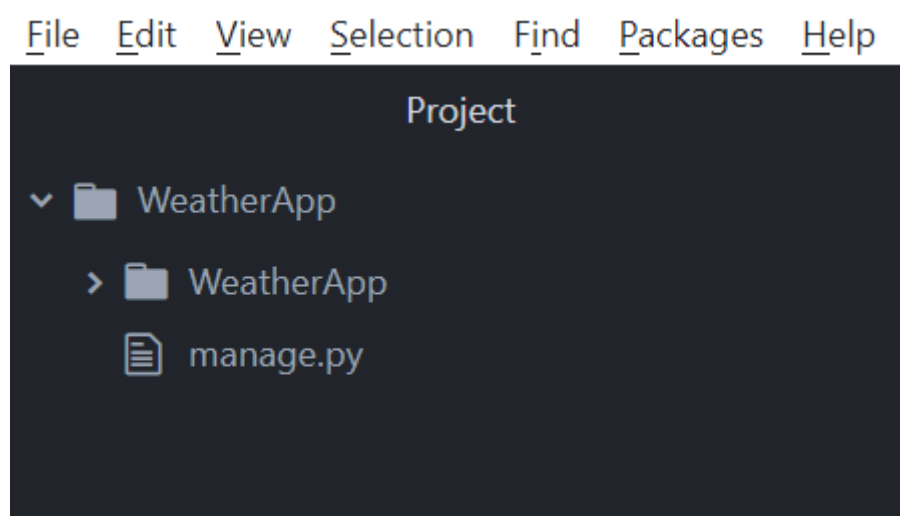 File Edit View Selection Find Packages Help
Project
WeatherApp
WeatherApp
manage.py